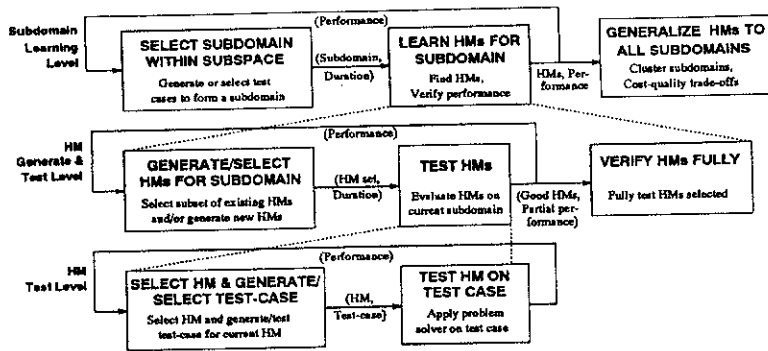 (Performance)
Subdomain
Learning
Level
SELECT SUBDOMAIN
WITHIN SUBSPACE
Generate or select test
cases to form a subdomain
(Subdomain,
Duration)
LEARN HMs FOR
SUBDOMAIN
Find HMs,
Verify performance
HMs, Per-
formance
GENERALIZE HMs TO
ALL SUBDOMAINS
Cluster subdomains,
Cost-quality trade-offs
(Performance)
HM
Generate &
Test Level
GENERATE/SELECT
HMs FOR SUBDOMAIN
Select subset of existing HMs
and/or generate new HMs
(HM set,
Duration)
TEST HMs
Evaluate HMs on
current subdomain
(Good HMs,
Partial per-
formance)
VERIFY HMs FULLY
Fully test HMs selected
(Performance)
HM
Test Level
SELECT HM & GENERATE/
SELECT TEST-CASE
Select HM and generate/test
test-case for current HM
(HM,
Test-case)
TEST HM ON
TEST CASE
Apply problem
solver on test case